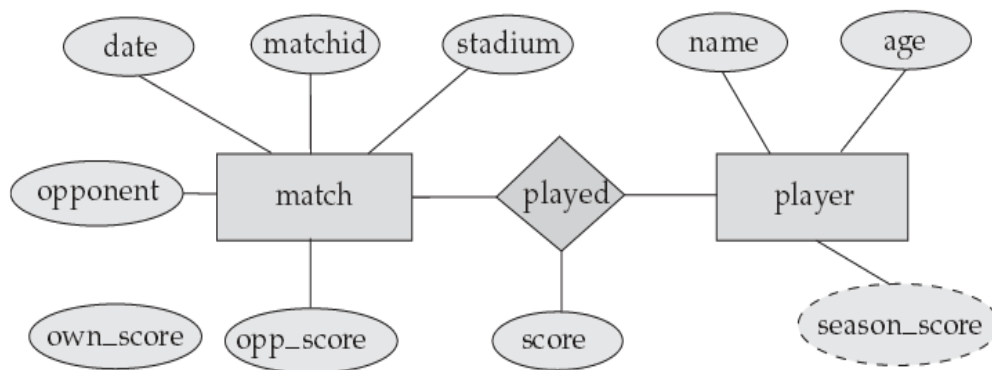 date
matchid
stadium
name
age
opponent
match
played
player
own_score
opp_score
score
season_score